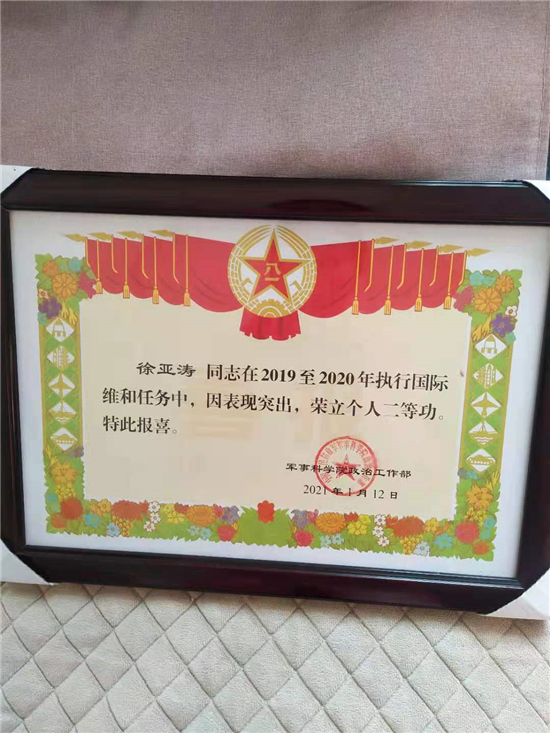 八一
徐亚涛 同志在2019至2020年执行国际
维和任务中，因表现突出，荣立个人二等功。
特此报喜。
军事科学院政治工作部
2021年1月12日